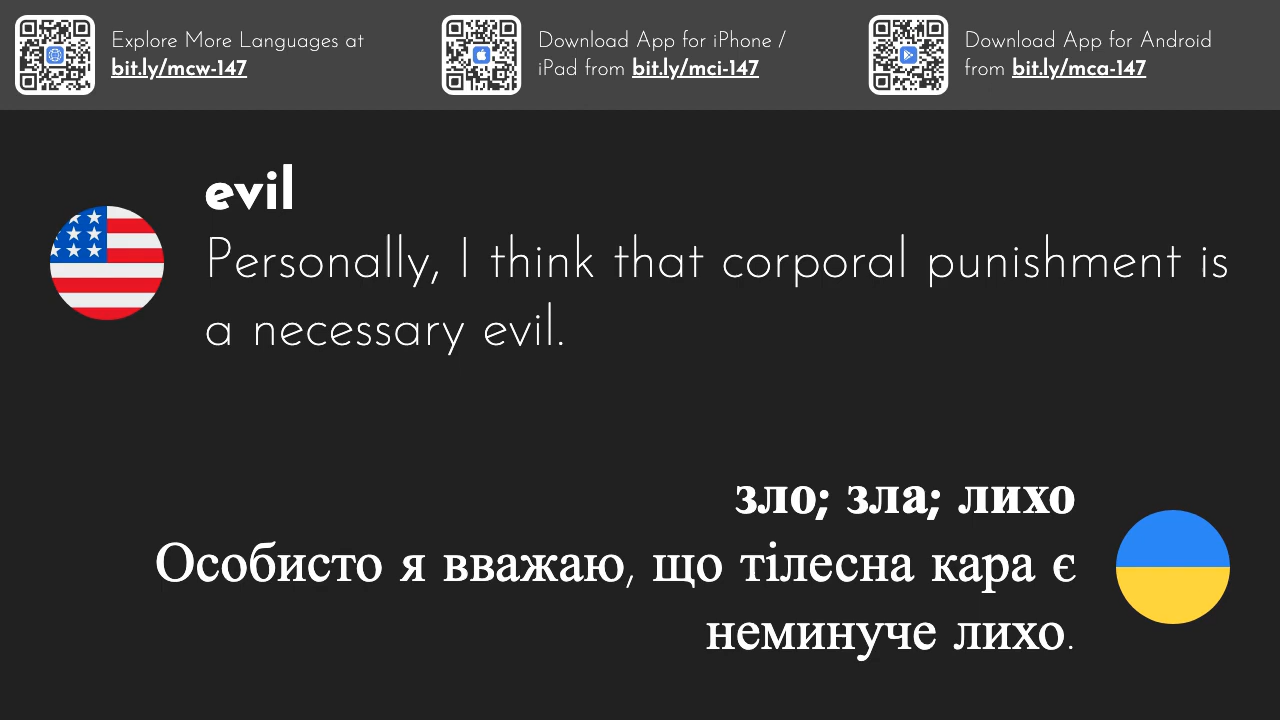 Explore More Languages at
bit.ly/mcw-147
Download App for iPhone /
iPad from bit.ly/mci-147
Download App for Android
from bit.ly/mca-147
evil
Personally, I think that corporal punishment is
a necessary evil.
зло; зла; лихо
Особисто я вважаю, що тілесна кара є
неминуче лихо.